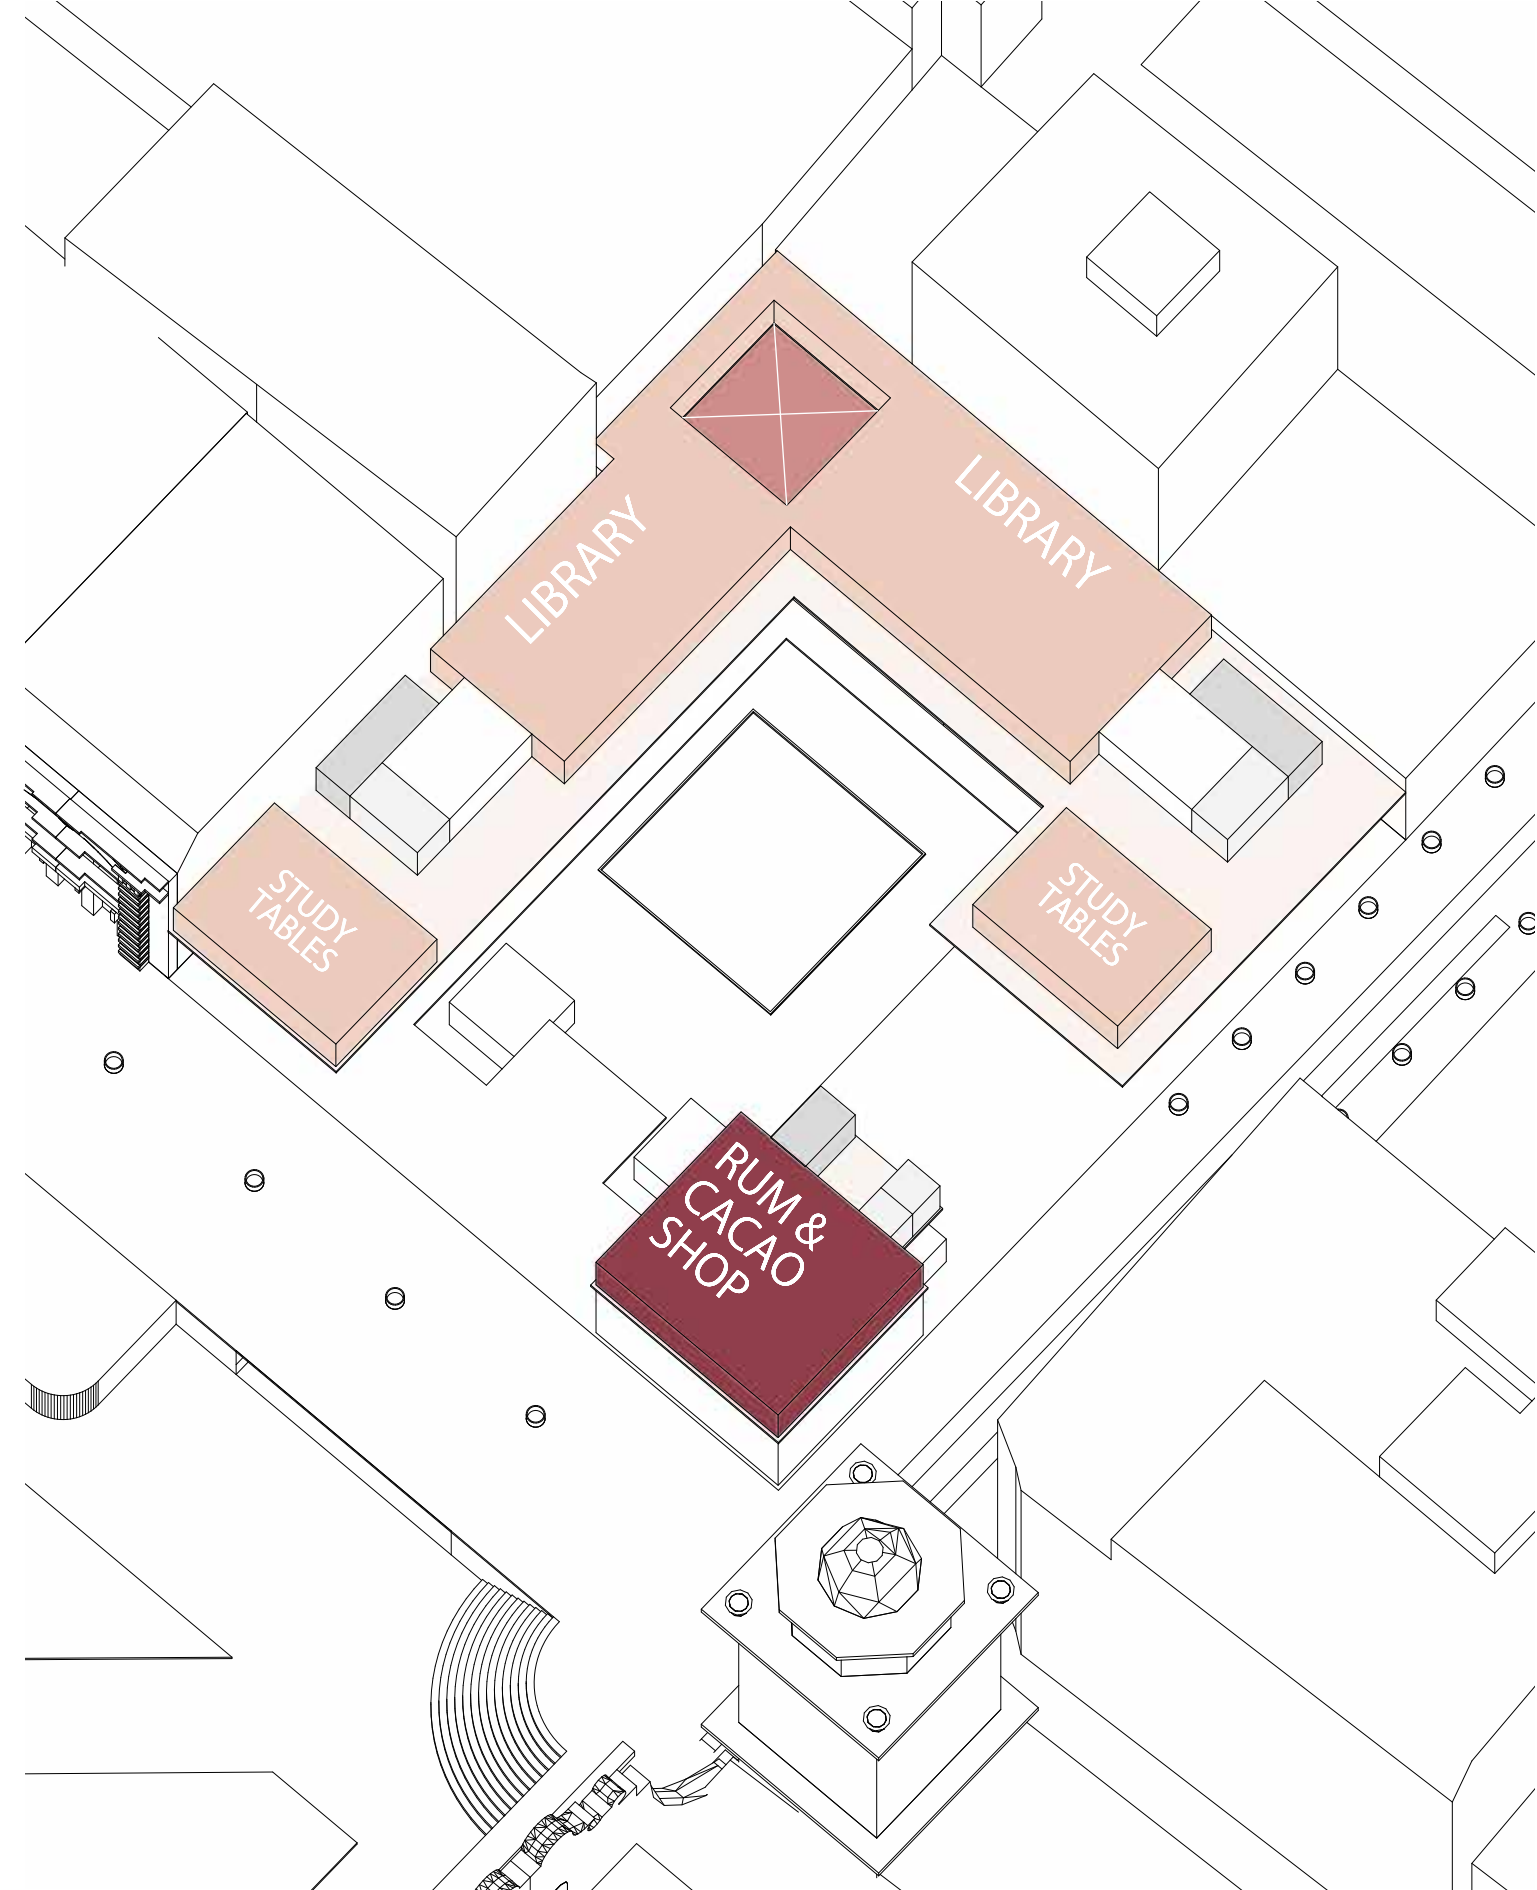 LIBRARY
LIBRARY
STUDY
TABLES
STUDY
TABLES
RUM &
CACAO
SHOP